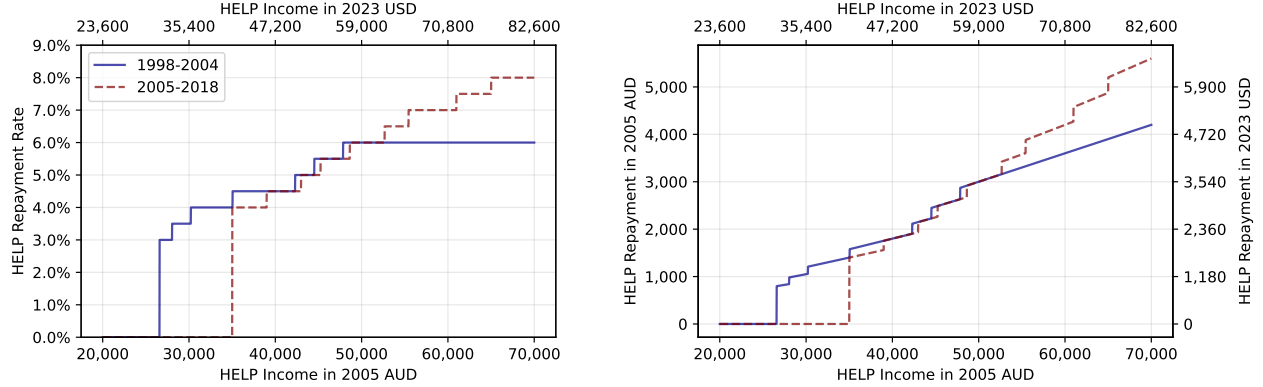 HELP Income in 2023 USD
23,600 35,400 47,200 59,000 70,800 82,600
9.0%
8.0%
7.0%
6.0%
5.0%
4.0%
3.0%
2.0%
1.0%
0.0%
HELP Repayment Rate
1998-2004
2005-2018
20,000 30,000 40,000 50,000 60,000 70,000
HELP Income in 2005 AUD
HELP Income in 2023 USD
23,600 35,400 47,200 59,000 70,800 82,600
HELP Repayment in 2005 AUD
5,000
4,000
3,000
2,000
1,000
0
5,900
4,720
3,540
2,360
1,180
0
HELP Repayment in 2023 USD
20,000 30,000 40,000 50,000 60,000 70,000
HELP Income in 2005 AUD